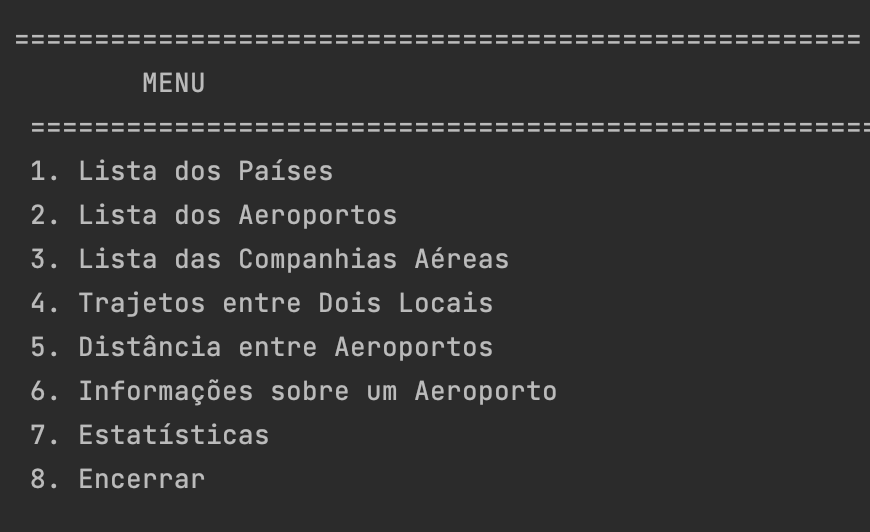 =====================================================
MENU
=====================================================
1. Lista dos Países
2. Lista dos Aeroportos
3. Lista das Companhias Aéreas
4. Trajetos entre Dois Locais
5. Distância entre Aeroportos
6. Informações sobre um Aeroporto
7. Estatísticas
8. Encerrar